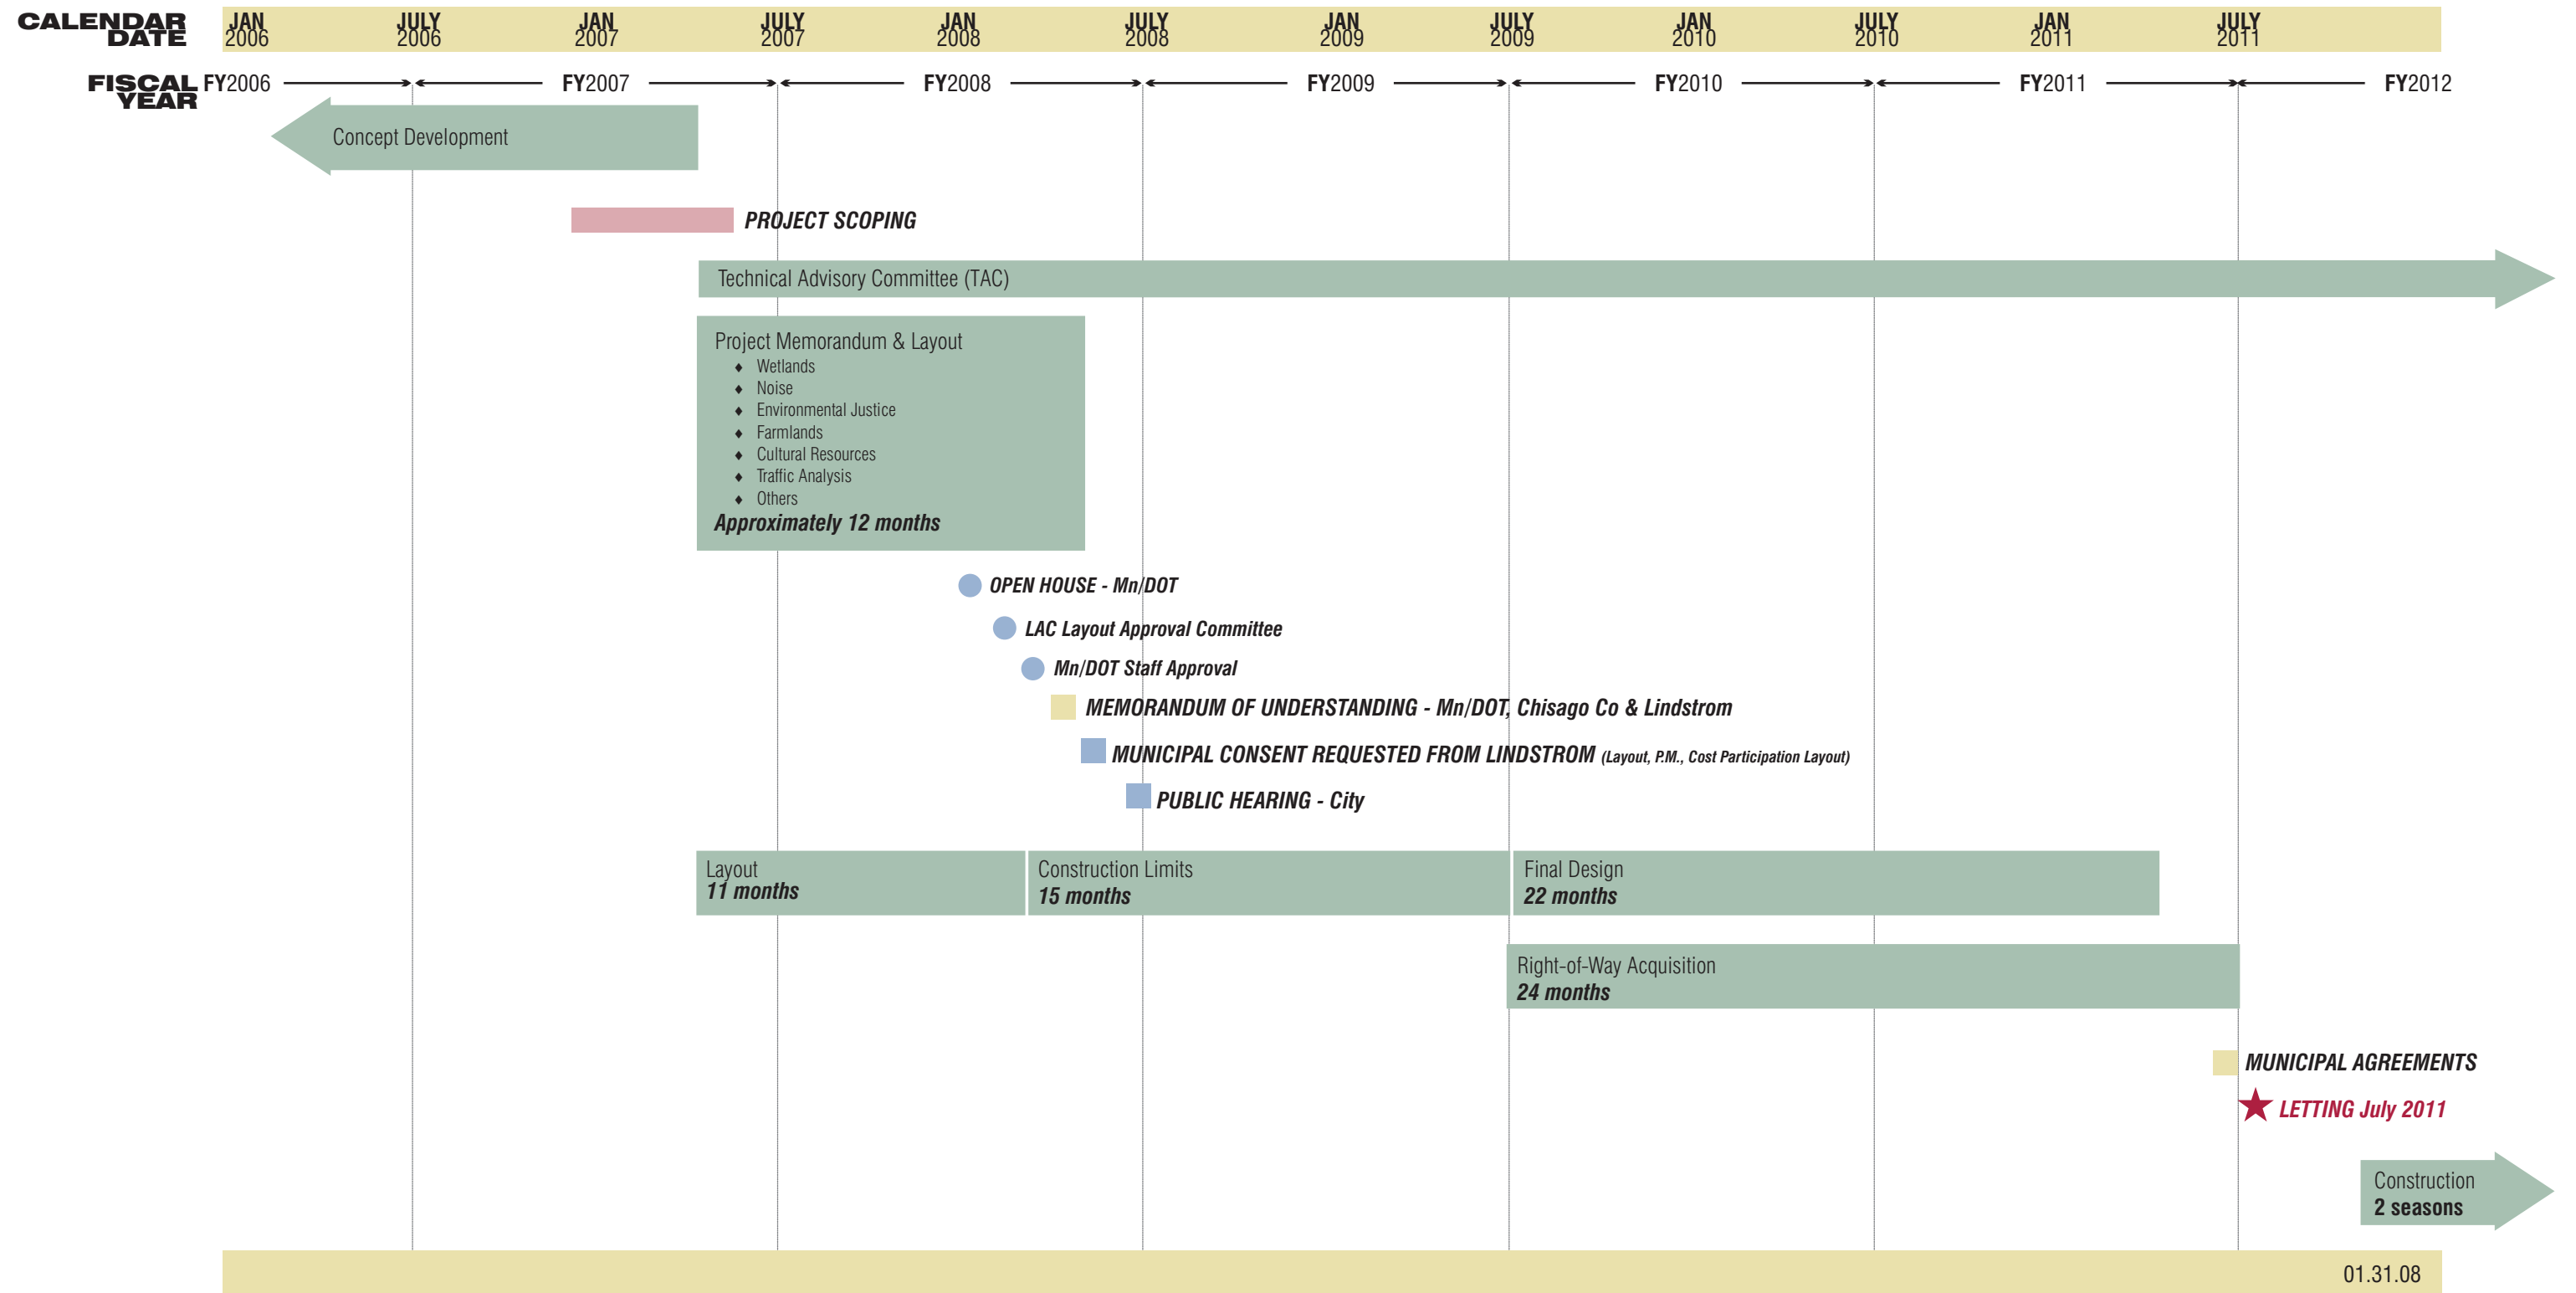 CALENDAR DATE
JAN 2006
JULY 2006
JAN 2007
JULY 2007
JAN 2008
JULY 2008
JAN 2009
JULY 2009
JAN 2010
JULY 2010
JAN 2011
JULY 2011
FISCAL YEAR
FY2006
FY2007
FY2008
FY2009
FY2010
FY2011
FY2012
Concept Development
PROJECT SCOPING
Technical Advisory Committee (TAC)
Project Memorandum & Layout
♦ Wetlands
♦ Noise
♦ Environmental Justice
♦ Farmlands
♦ Cultural Resources
♦ Traffic Analysis
♦ Others
Approximately 12 months
OPEN HOUSE - Mn/DOT
LAC Layout Approval Committee
Mn/DOT Staff Approval
MEMORANDUM OF UNDERSTANDING - Mn/DOT, Chisago Co & Lindstrom
MUNICIPAL CONSENT REQUESTED FROM LINDSTROM (Layout, P.M., Cost Participation Layout)
PUBLIC HEARING - City
Layout
11 months
Construction Limits
15 months
Final Design
22 months
Right-of-Way Acquisition
24 months
MUNICIPAL AGREEMENTS
LETTING July 2011
Construction
2 seasons
01.31.08